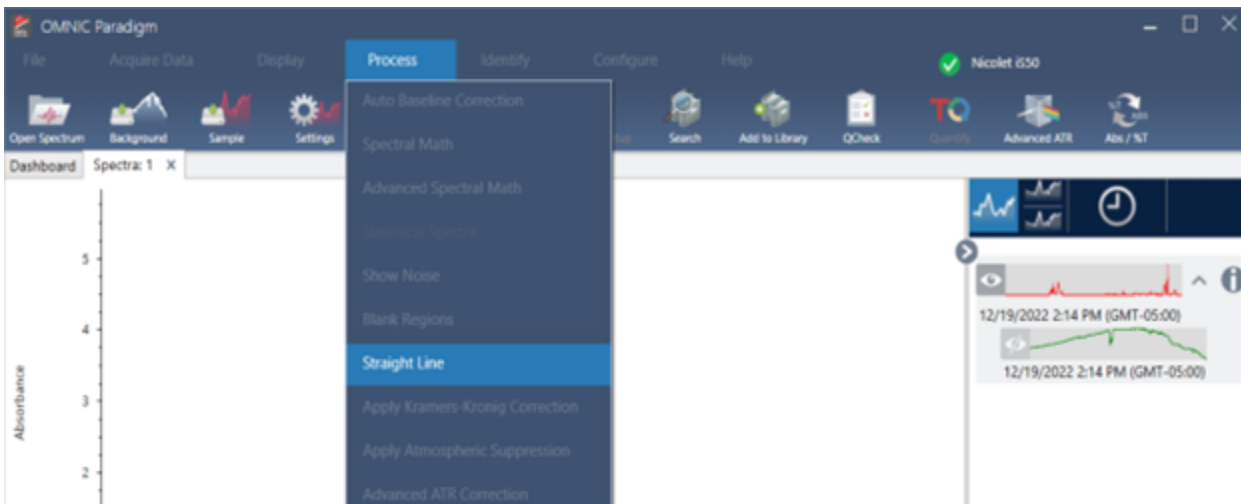 OMNIC Paradigm
File Acquire Data Display Process Identify Configure Help Nicolet iS50
Open Spectrum Background Sample Settings Search Add to Library QCheck Quantify Advanced ATR Abs / %T
Dashboard Spectra: 1 X
Auto Baseline Correction
Spectral Math
Advanced Spectral Math
Statistical Spectra
Show Noise
Blank Regions
Straight Line
Apply Kramers-Kronig Correction
Apply Atmospheric Suppression
Advanced ATR Correction
5
4
3
2
Absorbance
TQ
12/19/2022 2:14 PM (GMT-05:00)
12/19/2022 2:14 PM (GMT-05:00)